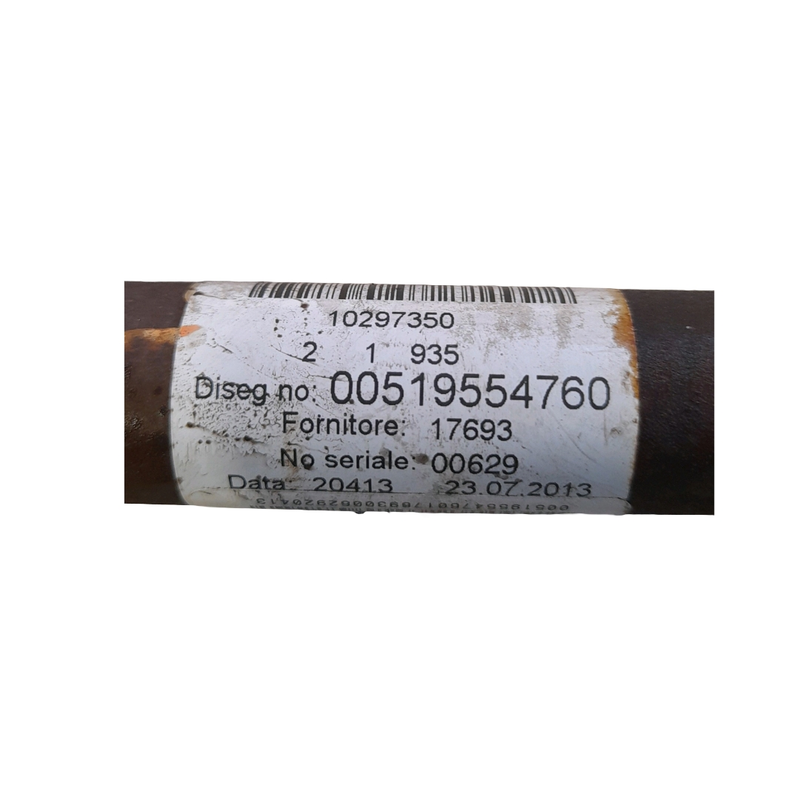 10297350
2 1 935
Diseg no: 00519554760
Fornitore: 17693
No seriale: 00629
Data: 20413 23.07.2013